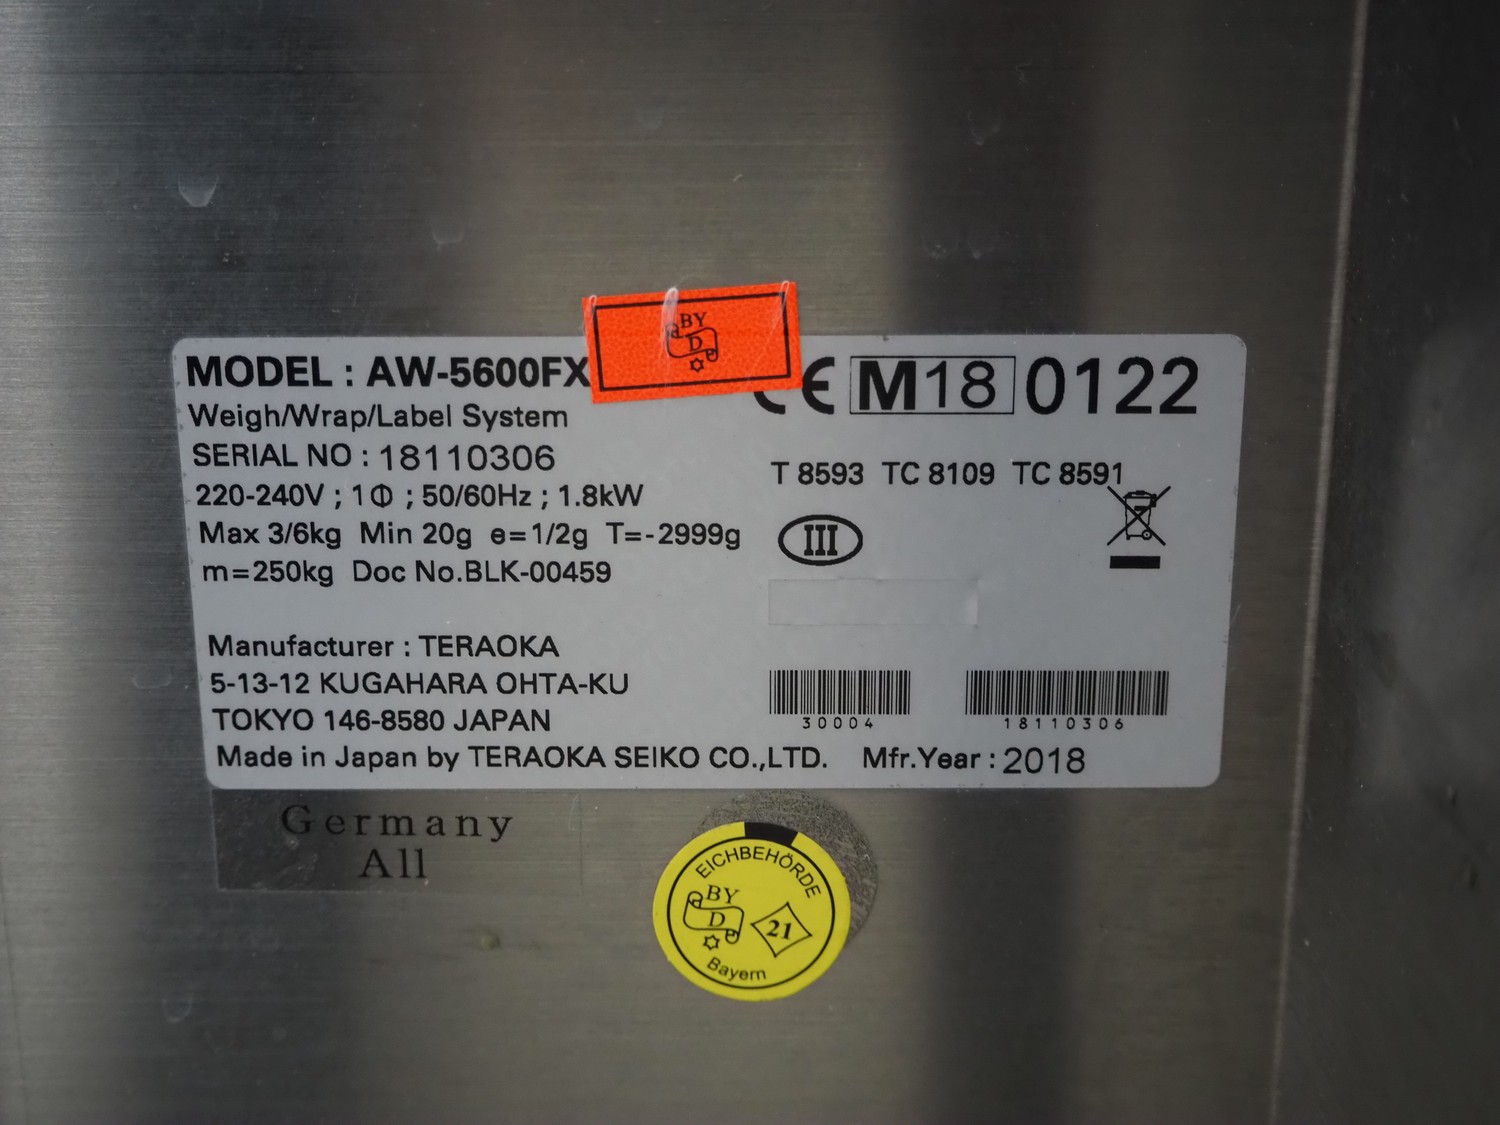 BY
D
MODEL : AW-5600FX
CE M18 0122
Weigh/Wrap/Label System
SERIAL NO : 18110306
220-240V ; 1Φ ; 50/60Hz ; 1.8kW
Max 3/6kg Min 20g e=1/2g T=-2999g
m=250kg Doc No.BLK-00459
T 8593 TC 8109 TC 8591
III
Manufacturer : TERAOKA
5-13-12 KUGAHARA OHTA-KU
TOKYO 146-8580 JAPAN
Made in Japan by TERAOKA SEIKO CO.,LTD. Mfr.Year : 2018
30004
18110306
Germany
All
EICHBEHÖRDE
BY
D
21
Bayern